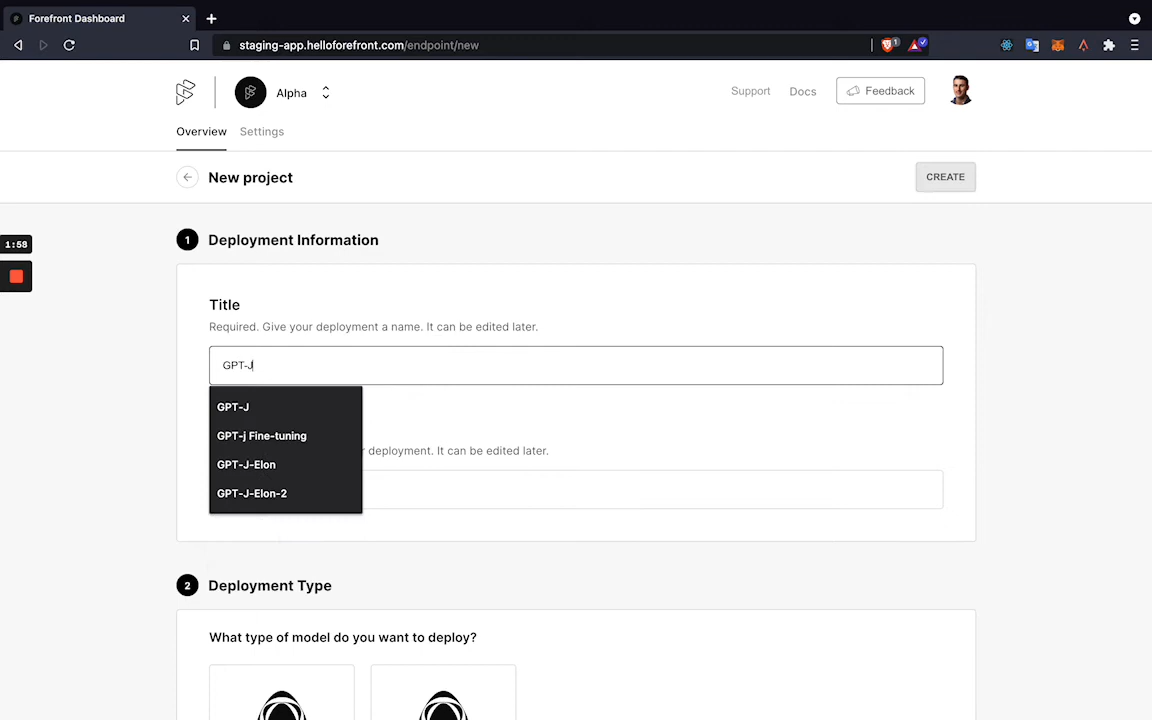 Forefront Dashboard
staging-app.helloforefront.com/endpoint/new
1
Alpha
Support
Docs
Feedback
Overview
Settings
New project
CREATE
1:58
1
Deployment Information
Title
Required. Give your deployment a name. It can be edited later.
GPT-J
GPT-J
GPT-j Fine-tuning
GPT-J-Elon
GPT-J-Elon-2
deployment. It can be edited later.
2
Deployment Type
What type of model do you want to deploy?